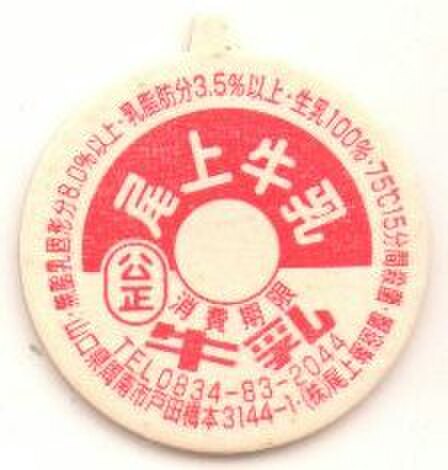 無脂乳固形分8.0%以上・乳脂肪分3.5%以上・生乳100%・75℃15分間殺菌
尾上牛乳
公正
消費期限
牛乳
TEL0834-83-2044
山口県周南市戸田橋本3144-1・(株)尾上